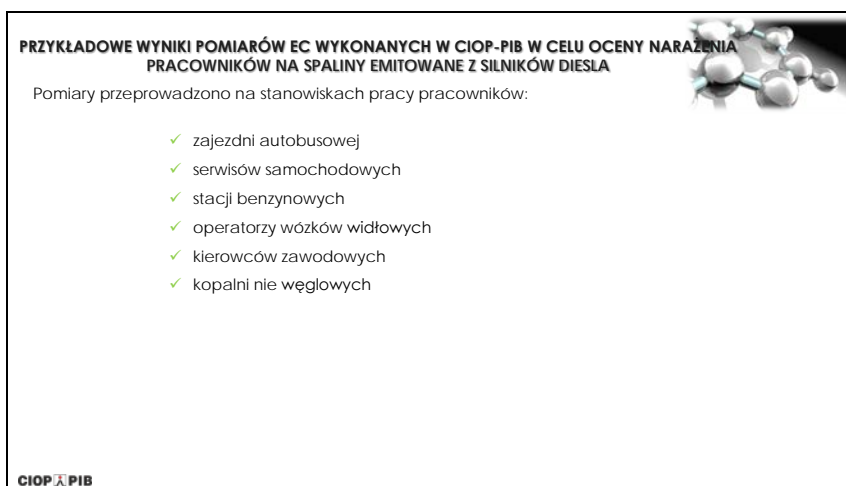 PRZYKŁADOWE WYNIKI POMIARÓW EC WYKONANYCH W CIOP-PIB W CELU OCENY NARAŻENIA
PRACOWNIKÓW NA SPALINY EMITOWANE Z SILNIKÓW DIESLA
Pomiary przeprowadzono na stanowiskach pracy pracowników:
✓ zajezdni autobusowej
✓ serwisów samochodowych
✓ stacji benzynowych
✓ operatorzy wózków widłowych
✓ kierowców zawodowych
✓ kopalni nie węglowych
CIOP PIB